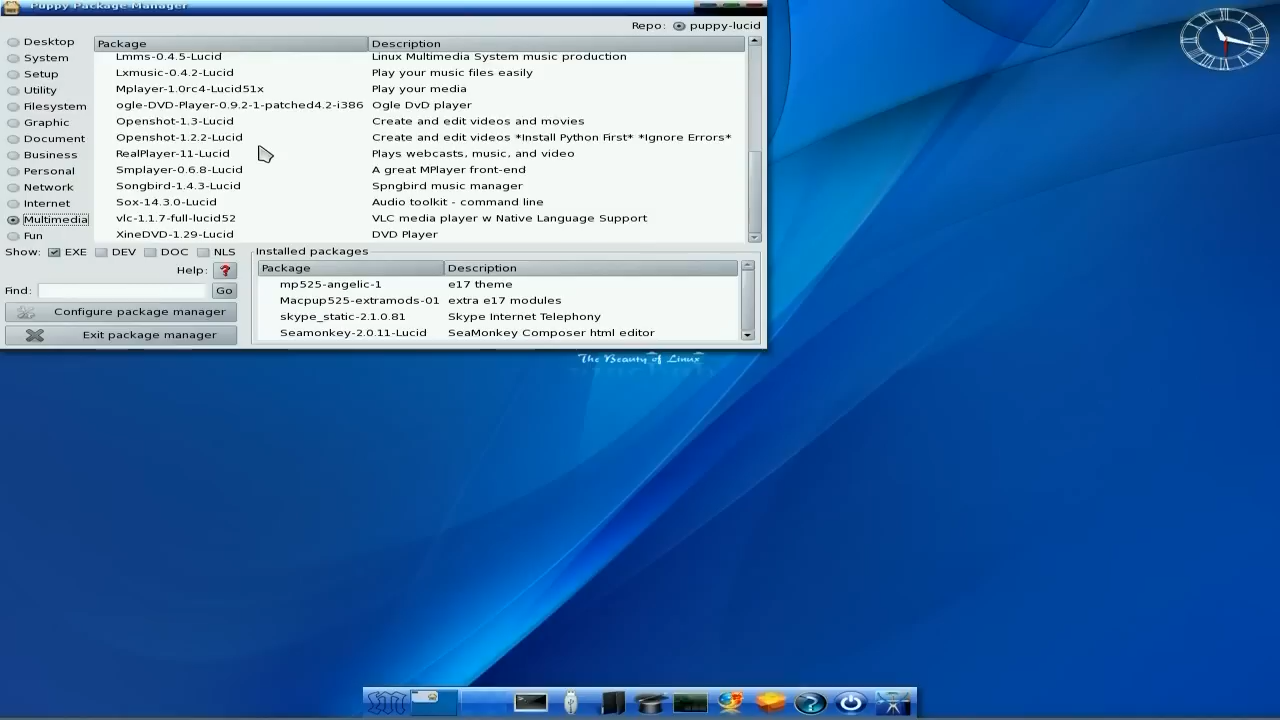 Puppy Package Manager
Repo: puppy-lucid
Desktop
System
Setup
Utility
Filesystem
Graphic
Document
Business
Personal
Network
Internet
Multimedia
Fun
Package Description
Lmms-0.4.5-Lucid Linux Multimedia System music production
Lxmusic-0.4.2-Lucid Play your music files easily
Mplayer-1.0rc4-Lucid51x Play your media
ogle-DVD-Player-0.9.2-1-patched4.2-i386 Ogle DvD player
Openshot-1.3-Lucid Create and edit videos and movies
Openshot-1.2.2-Lucid Create and edit videos *Install Python First* *Ignore Errors*
RealPlayer-11-Lucid Plays webcasts, music, and video
Smplayer-0.6.8-Lucid A great MPlayer front-end
Songbird-1.4.3-Lucid Spngbird music manager
Sox-14.3.0-Lucid Audio toolkit - command line
vlc-1.1.7-full-lucid52 VLC media player w Native Language Support
XineDVD-1.29-Lucid DVD Player
Show: EXE DEV DOC NLS
Help: ?
Find: Go
Configure package manager
Exit package manager
Installed packages
Package Description
mp525-angelic-1 e17 theme
Macpup525-extramods-01 extra e17 modules
skype_static-2.1.0.81 Skype Internet Telephony
Seamonkey-2.0.11-Lucid SeaMonkey Composer html editor
The Beauty of Linux